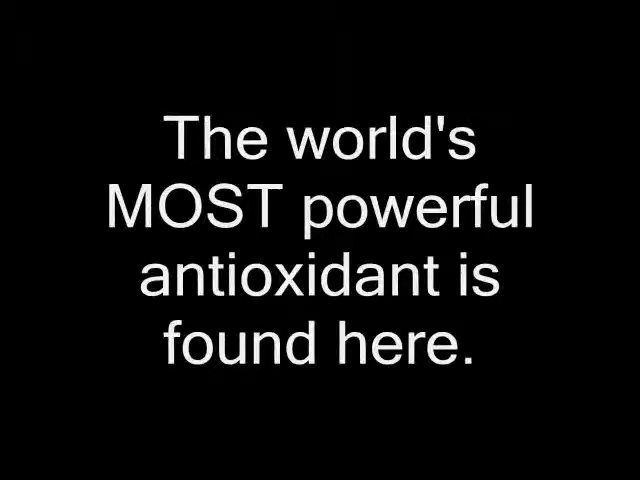 The world's
MOST powerful
antioxidant is
found here.